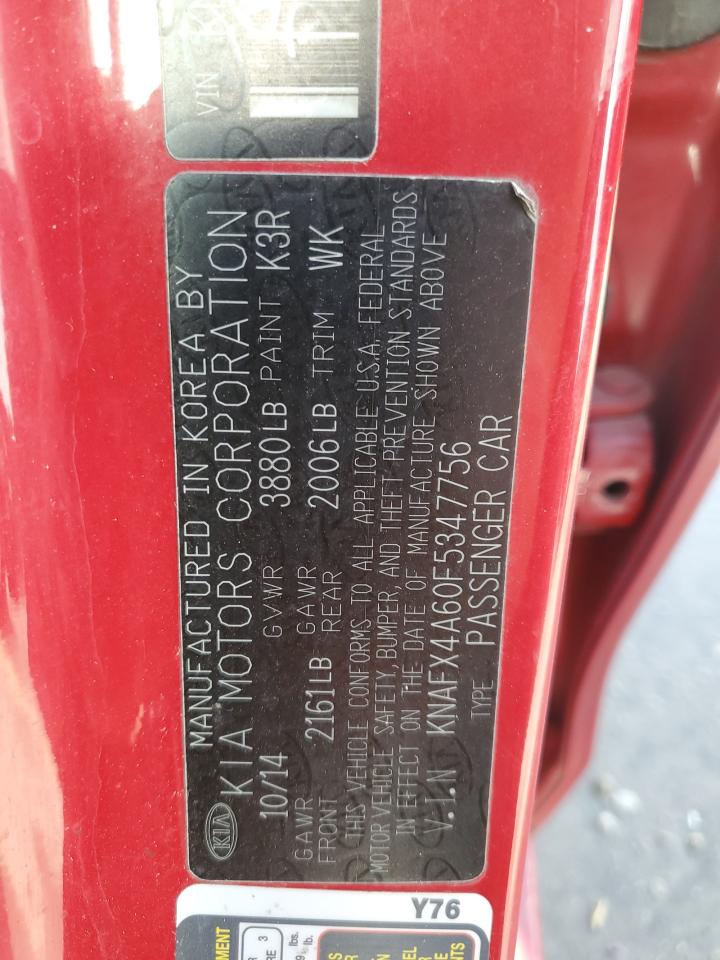 VIN
MANUFACTURED IN KOREA BY
KIA KIA MOTORS CORPORATION
10/14 GVWR 3880LB PAINT K3R
GAWR FRONT 2161LB GAWR REAR 2006LB TRIM WK
THIS VEHICLE CONFORMS TO ALL APPLICABLE U.S.A. FEDERAL
MOTOR VEHICLE SAFETY, BUMPER, AND THEFT PREVENTION STANDARDS
IN EFFECT ON THE DATE OF MANUFACTURE SHOWN ABOVE
V.I.N KNAFX4A60F5347756
TYPE PASSENGER CAR
Y76